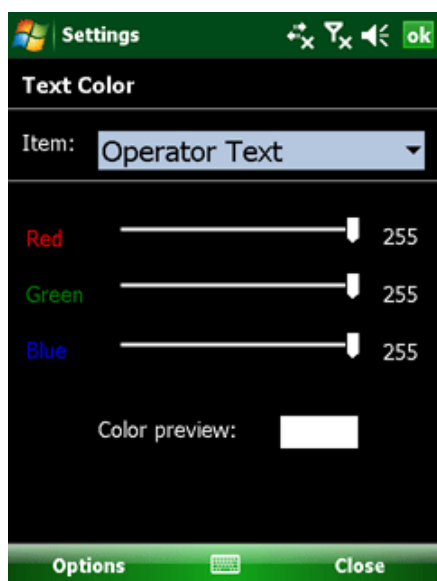 Settings ok
Text Color
Item: Operator Text
Red 255
Green 255
Blue 255
Color preview:
Options Close